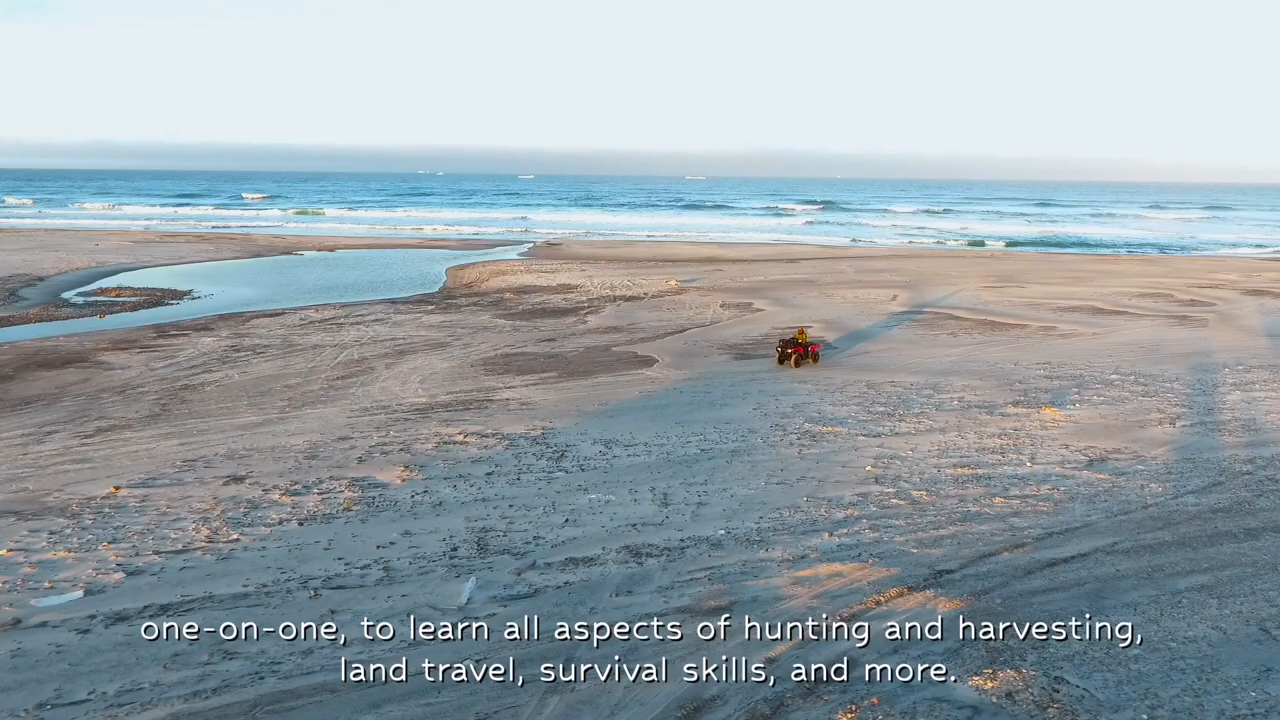 one-on-one, to learn all aspects of hunting and harvesting,
land travel, survival skills, and more.